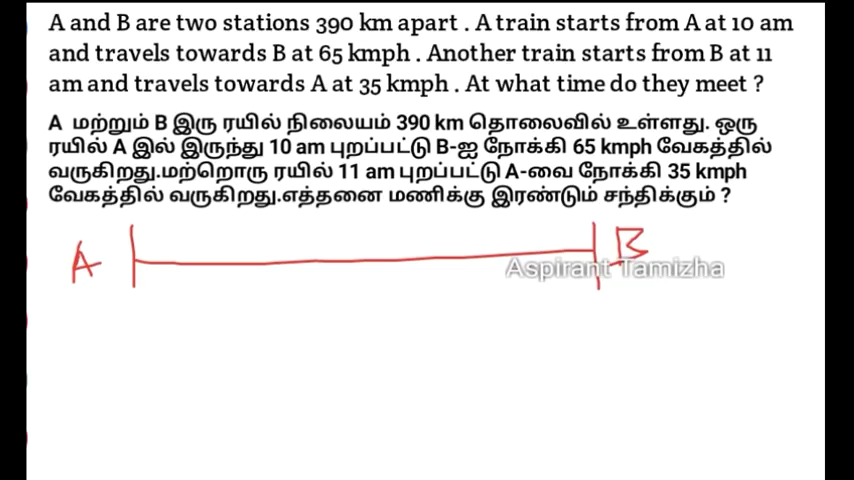 A and B are two stations 390 km apart . A train starts from A at 10 am
and travels towards B at 65 kmph . Another train starts from B at 11
am and travels towards A at 35 kmph . At what time do they meet ?
A மற்றும் B இரு ரயில் நிலையம் 390 km தொலைவில் உள்ளது. ஒரு
ரயில் A இல் இருந்து 10 am புறப்பட்டு B-ஐ நோக்கி 65 kmph வேகத்தில்
வருகிறது.மற்றொரு ரயில் 11 am புறப்பட்டு A-வை நோக்கி 35 kmph
வேகத்தில் வருகிறது.எத்தனை மணிக்கு இரண்டும் சந்திக்கும் ?
A B
Aspirant Tamizha